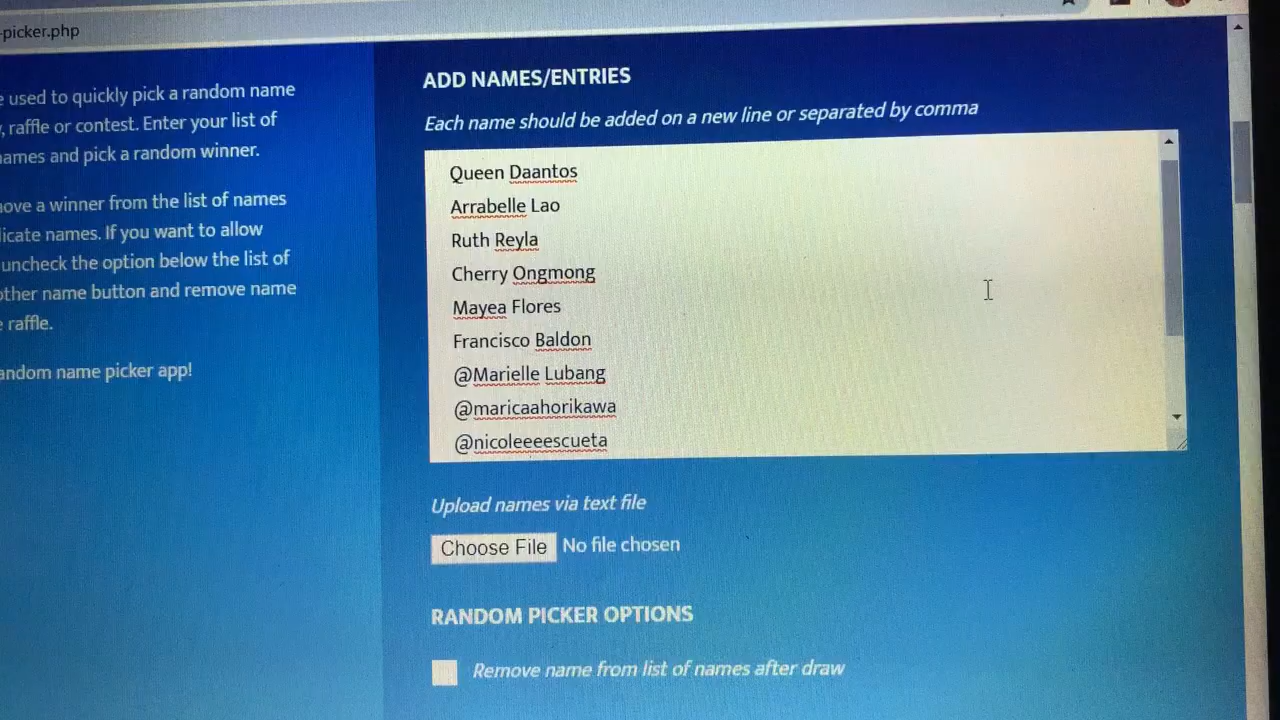 -picker.php
e used to quickly pick a random name
, raffle or contest. Enter your list of
names and pick a random winner.
move a winner from the list of names
licate names. If you want to allow
uncheck the option below the list of
other name button and remove name
e raffle.
andom name picker app!
ADD NAMES/ENTRIES
Each name should be added on a new line or separated by comma
Queen Daantos
Arrabelle Lao
Ruth Reyla
Cherry Ongmong
Mayea Flores
Francisco Baldon
@Marielle Lubang
@maricaahorikawa
@nicoleeeescueta
Upload names via text file
Choose File No file chosen
RANDOM PICKER OPTIONS
Remove name from list of names after draw